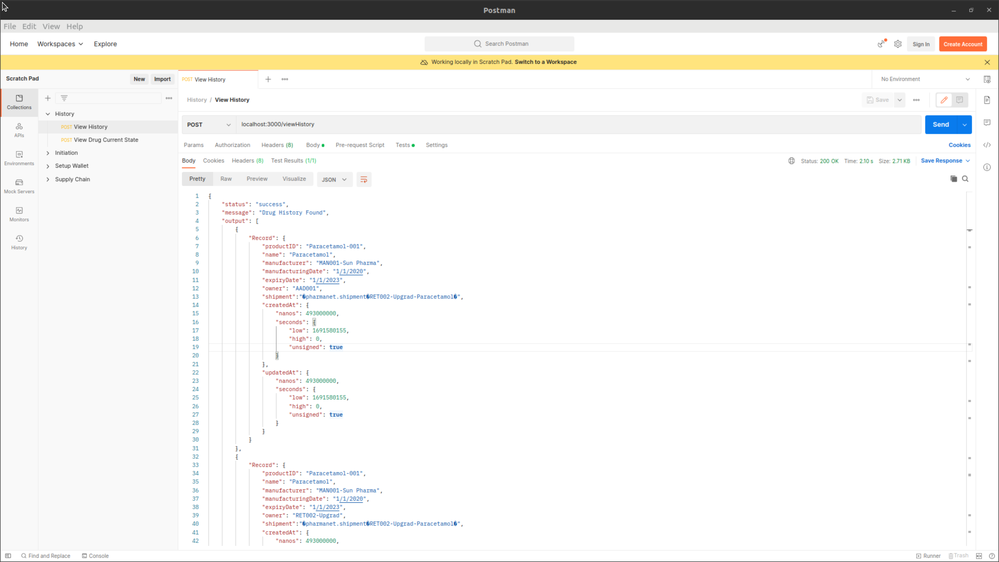 Postman
File Edit View Help
Home Workspaces Explore
Search Postman
Sign In
Create Account
Working locally in Scratch Pad. Switch to a Workspace
Scratch Pad
New
Import
POST View History
No Environment
Collections
APIs
Environments
Mock Servers
Monitors
History
History
POST View History
POST View Drug Current State
Initiation
Setup Wallet
Supply Chain
History / View History
Save
POST
localhost:3000/viewHistory
Send
Params Authorization Headers (8) Body Pre-request Script Tests Settings
Cookies
Body Cookies Headers (8) Test Results (1/1)
Status: 200 OK Time: 2.10 s Size: 2.71 KB
Save Response
Pretty Raw Preview Visualize JSON
1 {
2 "status": "success",
3 "message": "Drug History Found",
4 "output": [
5 {
6 "Record": {
7 "productID": "Paracetamol-001",
8 "name": "Paracetamol",
9 "manufacturer": "MAN001-Sun Pharma",
10 "manufacturingDate": "1/1/2020",
11 "expiryDate": "1/1/2023",
12 "owner": "AAD001",
13 "shipment":"�pharmanet.shipment�RET002-Upgrad-Paracetamol�",
14 "createdAt": {
15 "nanos": 493000000,
16 "seconds": {
17 "low": 1691580155,
18 "high": 0,
19 "unsigned": true
20 }
21 },
22 "updatedAt": {
23 "nanos": 493000000,
24 "seconds": {
25 "low": 1691580155,
26 "high": 0,
27 "unsigned": true
28 }
29 }
30 }
31 },
32 {
33 "Record": {
34 "productID": "Paracetamol-001",
35 "name": "Paracetamol",
36 "manufacturer": "MAN001-Sun Pharma",
37 "manufacturingDate": "1/1/2020",
38 "expiryDate": "1/1/2023",
39 "owner": "RET002-Upgrad",
40 "shipment":"�pharmanet.shipment�RET002-Upgrad-Paracetamol�",
41 "createdAt": {
42 "nanos": 493000000,
Find and Replace Console
Runner Trash